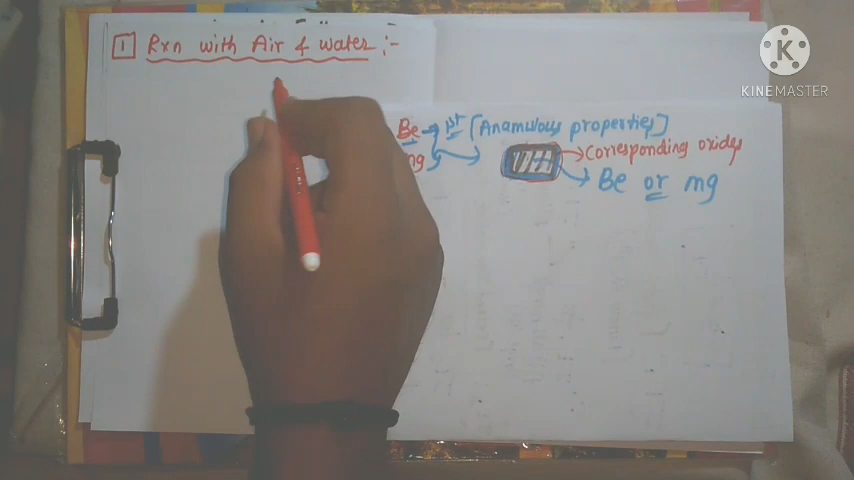 1 Rxn with Air & water :-
K
KINEMASTER
Be → 1st [Anamulous properties]
mg
Corresponding oxides
Be or mg